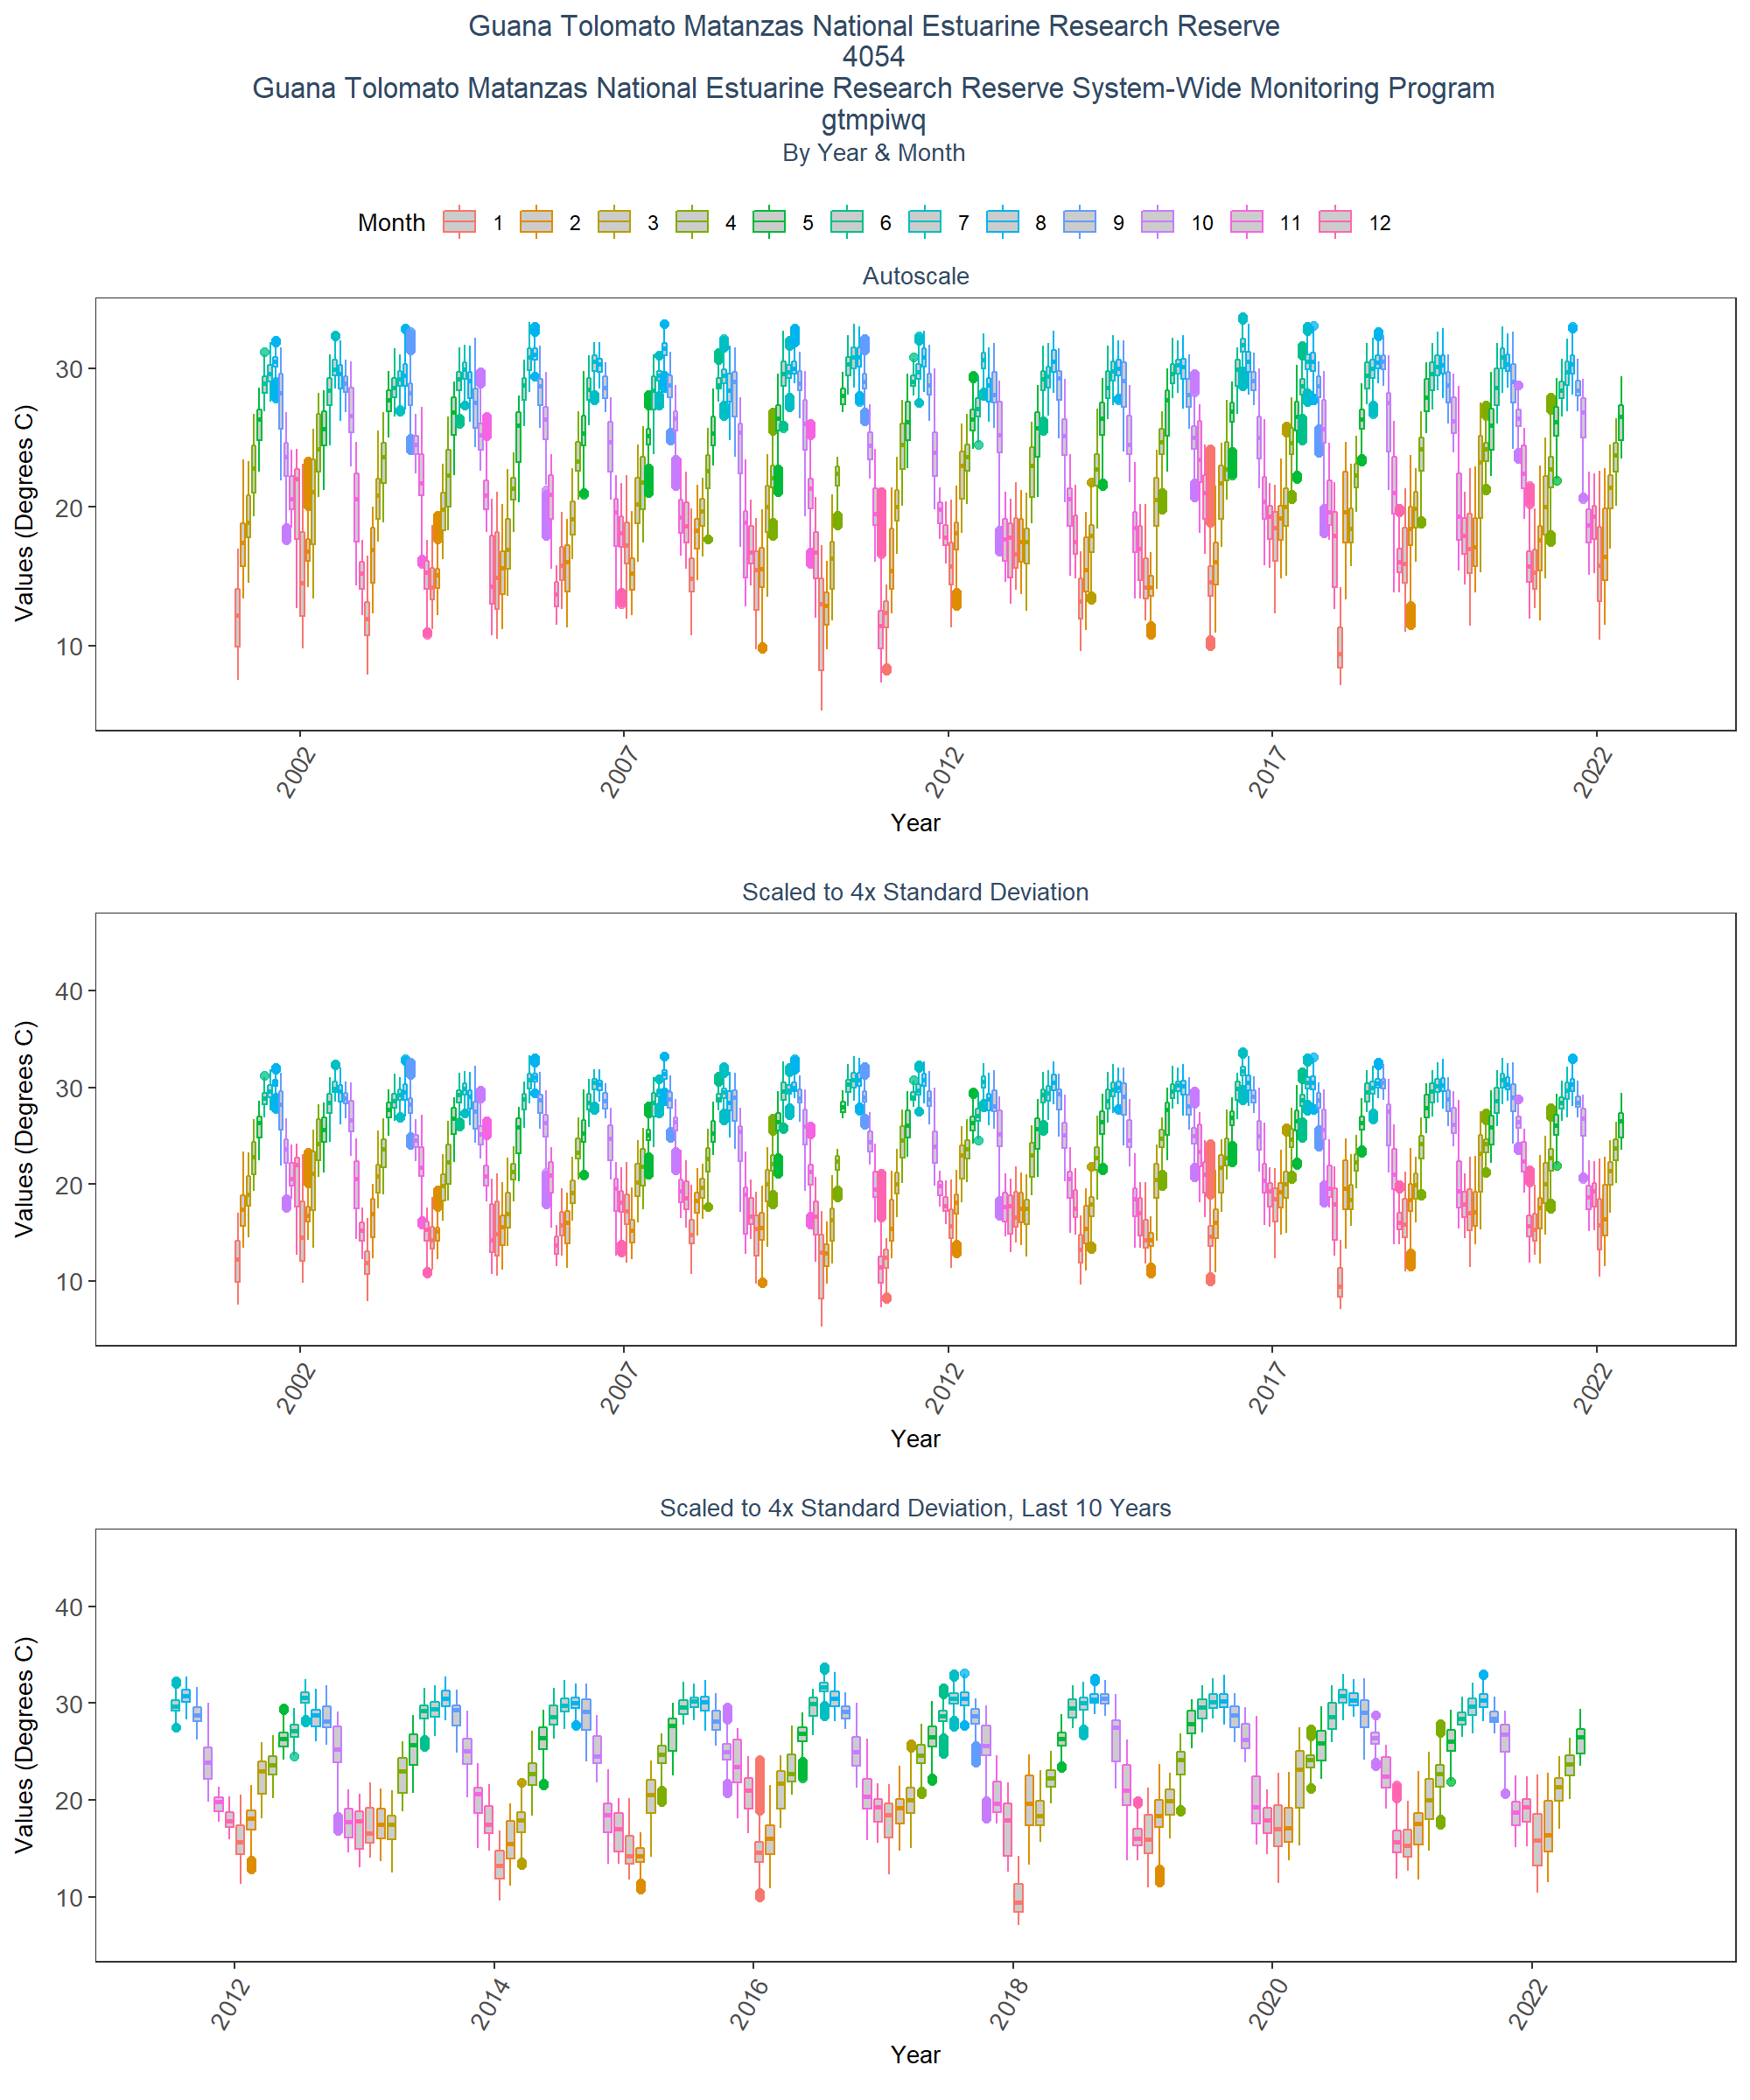 Guana Tolomato Matanzas National Estuarine Research Reserve
4054
Guana Tolomato Matanzas National Estuarine Research Reserve System-Wide Monitoring Program
gtmpiwq
By Year & Month
Month 1 2 3 4 5 6 7 8 9 10 11 12
Autoscale
Values (Degrees C)
30
20
10
2002 2007 2012 2017 2022
Year
Scaled to 4x Standard Deviation
Values (Degrees C)
40
30
20
10
2002 2007 2012 2017 2022
Year
Scaled to 4x Standard Deviation, Last 10 Years
Values (Degrees C)
40
30
20
10
2012 2014 2016 2018 2020 2022
Year